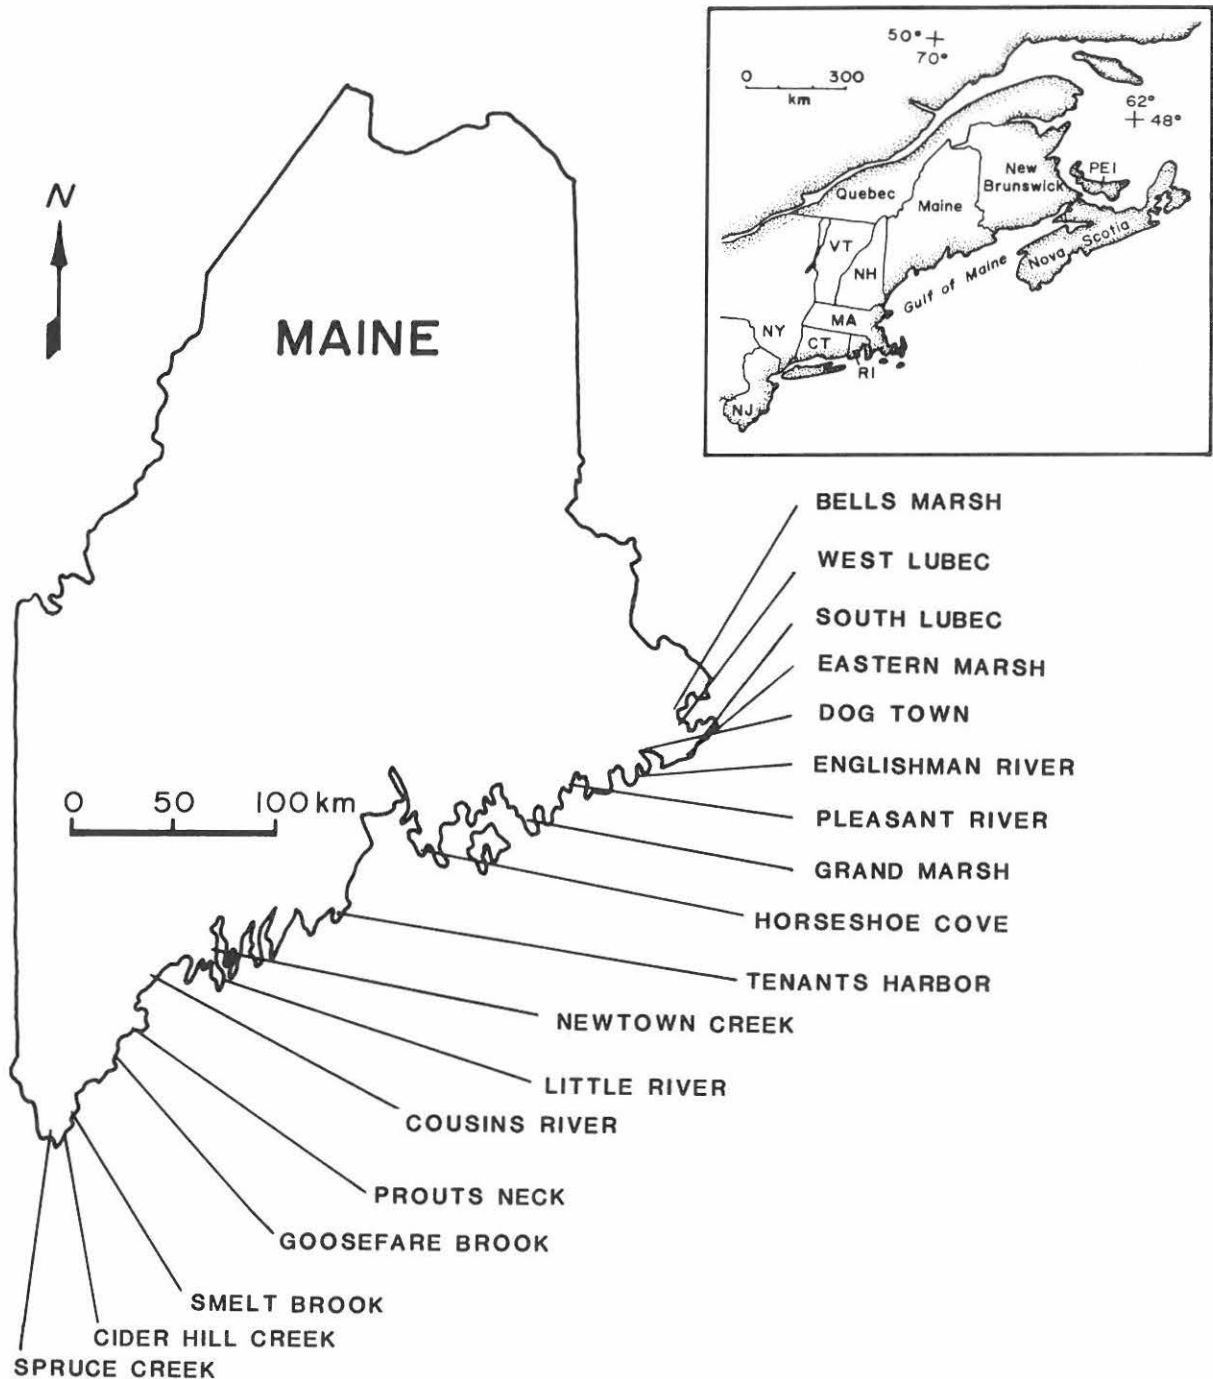 N
MAINE
0 50 100 km
50°
70°
0 300
km
62°
48°
Quebec
Maine
New
Brunswick
PEI
VT
NH
Gulf of Maine
Nova Scotia
MA
NY
CT
RI
NJ
BELLS MARSH
WEST LUBEC
SOUTH LUBEC
EASTERN MARSH
DOG TOWN
ENGLISHMAN RIVER
PLEASANT RIVER
GRAND MARSH
HORSESHOE COVE
TENANTS HARBOR
NEWTOWN CREEK
LITTLE RIVER
COUSINS RIVER
PROUTS NECK
GOOSEFARE BROOK
SMELT BROOK
CIDER HILL CREEK
SPRUCE CREEK